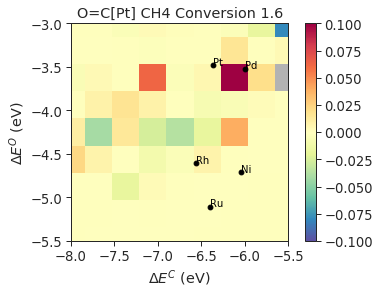 O=C[Pt] CH4 Conversion 1.6
ΔE^O (eV)
−3.0
−3.5
−4.0
−4.5
−5.0
−5.5
Pt
Pd
Rh
Ni
Ru
−8.0 −7.5 −7.0 −6.5 −6.0 −5.5
ΔE^C (eV)
0.100
0.075
0.050
0.025
0.000
−0.025
−0.050
−0.075
−0.100